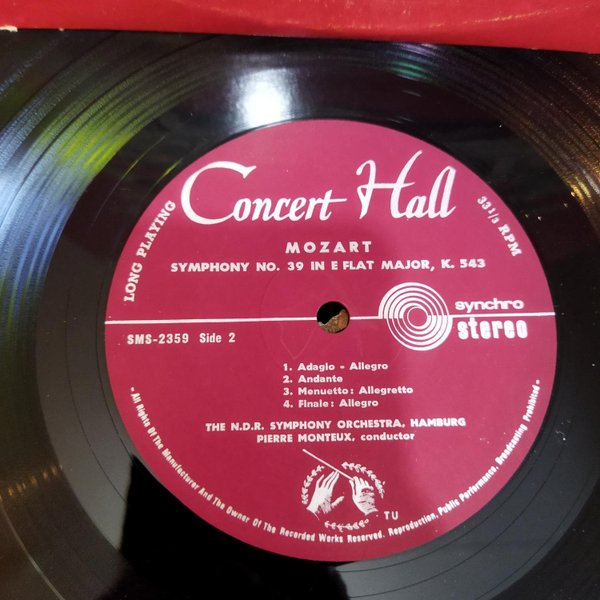 Concert Hall
LONG PLAYING
33 1/3 RPM
MOZART
SYMPHONY NO. 39 IN E FLAT MAJOR, K. 543
synchro
stereo
SMS-2359 Side 2
1. Adagio - Allegro
2. Andante
3. Menuetto: Allegretto
4. Finale: Allegro
THE N.D.R. SYMPHONY ORCHESTRA, HAMBURG
PIERRE MONTEUX, conductor
TU
- All Rights Of The Manufacturer And The Owner Of The Recorded Works Reserved. Reproduction, Public Performance, Broadcasting Prohibited -